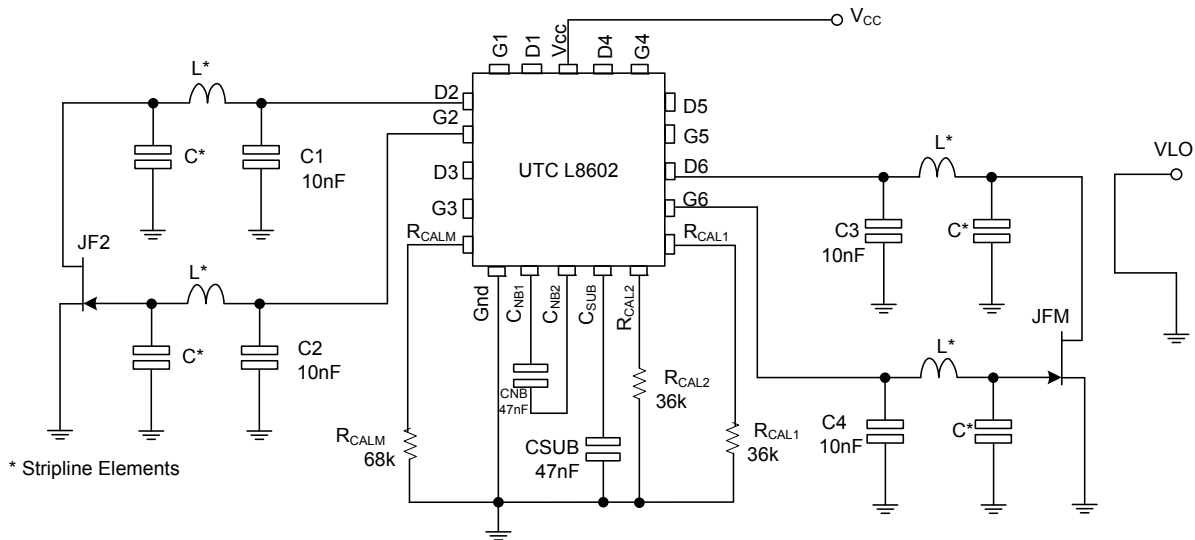 G1
D1
Vcc
D4
G4
VCC
L*
D2
G2
D3
G3
RCALM
D5
G5
D6
G6
RCAL1
UTC L8602
C*
C1
10nF
JF2
L*
C*
C2
10nF
L*
VLO
C3
10nF
C*
JFM
L*
C4
10nF
C*
Gnd
CNB1
CNB2
CSUB
RCAL2
CNB
47nF
RCAL2
36k
RCALM
68k
CSUB
47nF
RCAL1
36k
* Stripline Elements